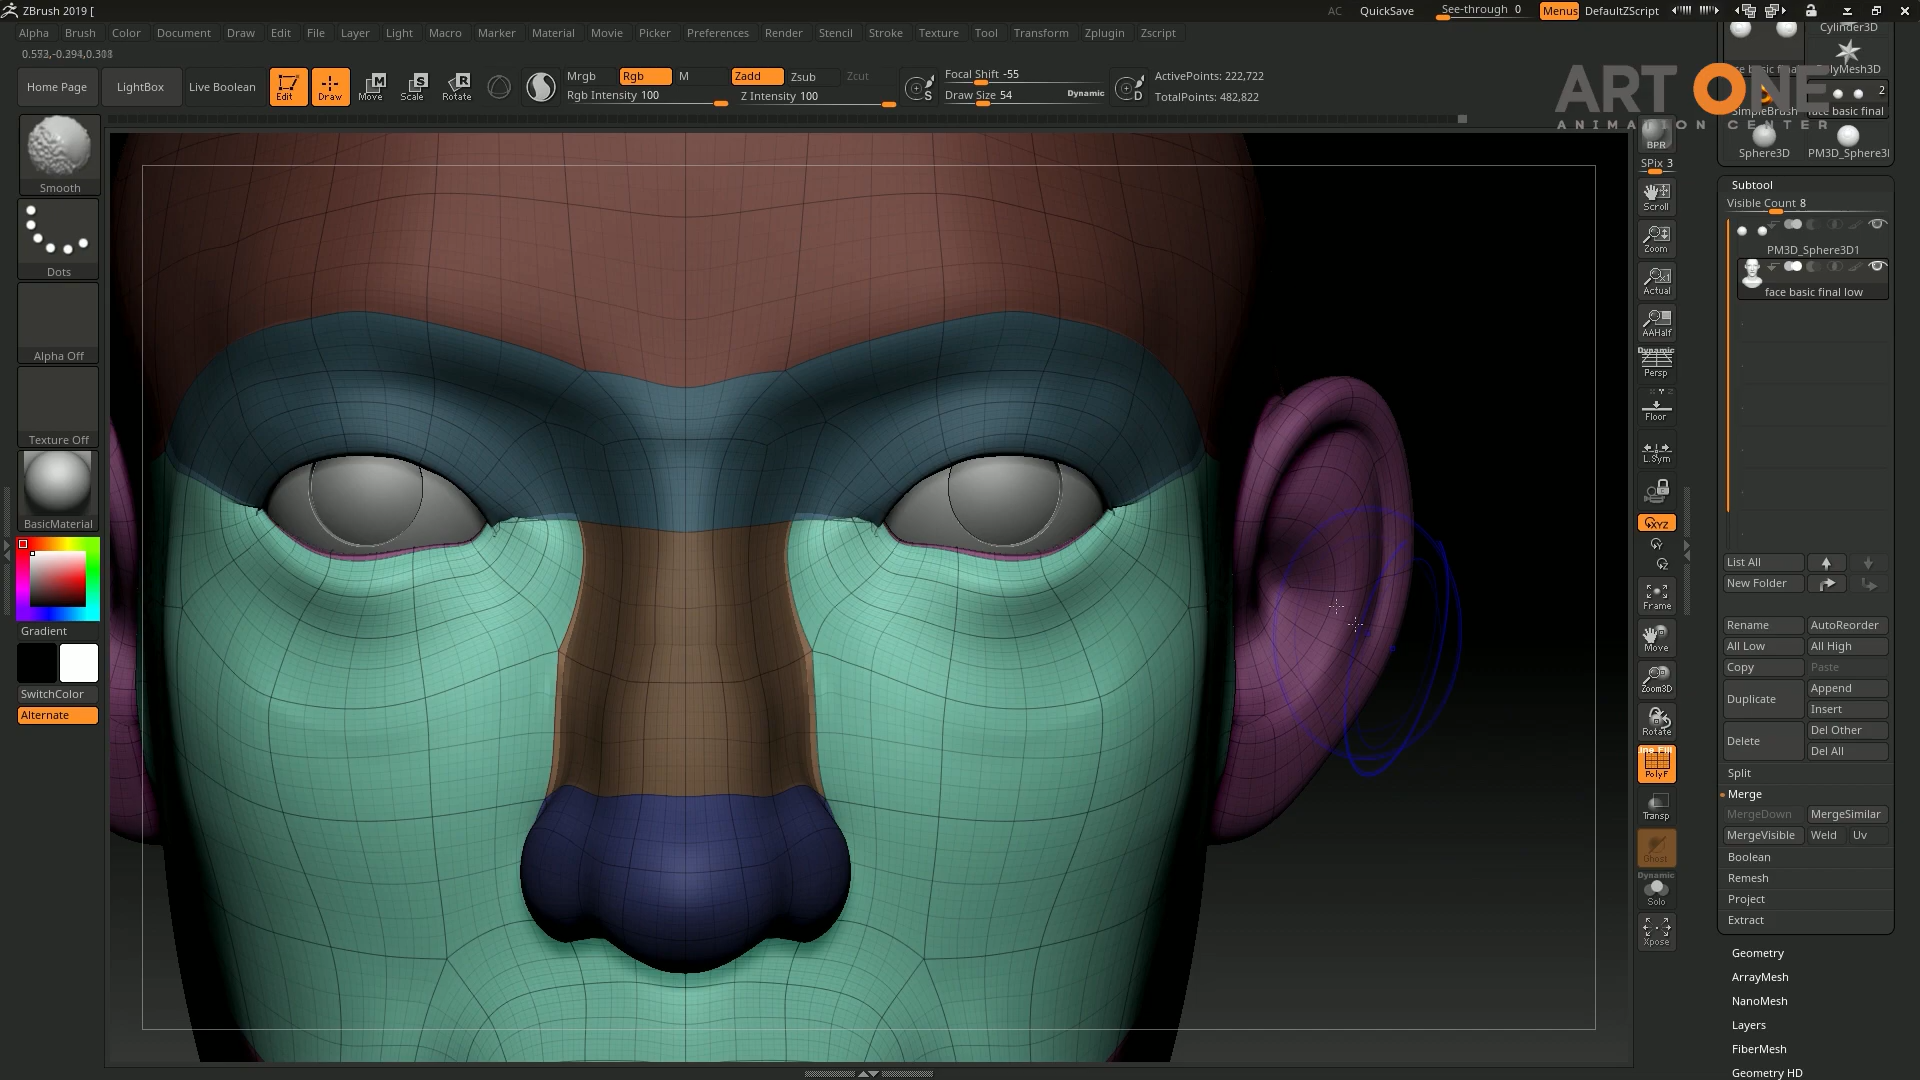 ZBrush 2019 [
AC QuickSave See-through 0 Menus DefaultZScript
Alpha Brush Color Document Draw Edit File Layer Light Macro Marker Material Movie Picker Preferences Render Stencil Stroke Texture Tool Transform Zplugin Zscript
Home Page LightBox Live Boolean Edit Draw Move Scale Rotate
Mrgb Rgb M Zadd Zsub Zcut
Rgb Intensity 100 Z Intensity 100
Focal Shift -55
Draw Size 54 Dynamic
ActivePoints: 222,722
TotalPoints: 482,822
ART ONE
ANIMATION CENTER
Cylinder3D
PolyMesh3D
2
SimpleBrush face basic final
Sphere3D PM3D_Sphere3I
Smooth
Dots
Alpha Off
Texture Off
BasicMaterial
Gradient
SwitchColor
Alternate
BPR
SPix 3
Scroll
Zoom
Actual
AAHalf
Dynamic
Persp
Floor
L.Sym
XYZ
Frame
Move
Zoom3D
Rotate
Line Fill
PolyF
Transp
Ghost
Dynamic
Solo
Xpose
Subtool
Visible Count 8
PM3D_Sphere3D1
face basic final low
List All
New Folder
Rename AutoReorder
All Low All High
Copy Paste
Duplicate Append
Insert
Delete Del Other
Del All
Split
Merge
MergeDown MergeSimilar
MergeVisible Weld Uv
Boolean
Remesh
Project
Extract
Geometry
ArrayMesh
NanoMesh
Layers
FiberMesh
Geometry HD